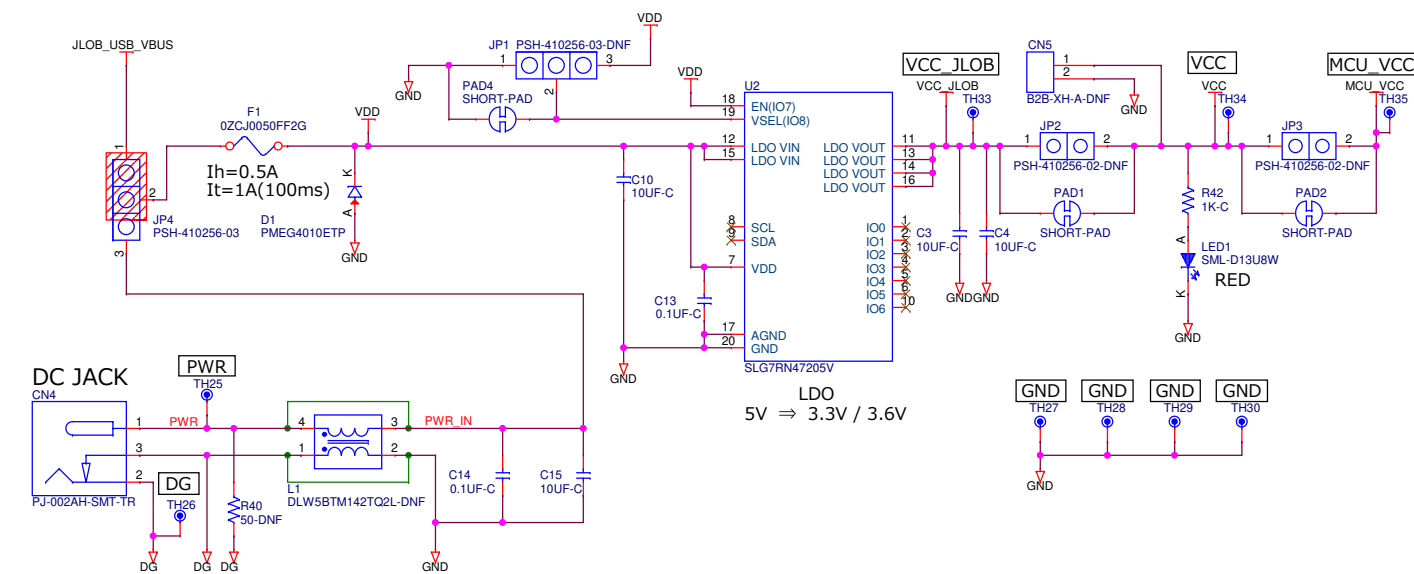 JLOB_USB_VBUS
1
2
3
JP4
PSH-410256-03
F1
0ZCJ0050FF2G
Ih=0.5A
It=1A(100ms)
VDD
K
A
D1
PMEG4010ETP
GND
JP1 PSH-410256-03-DNF
1
2
3
VDD
GND
PAD4
SHORT-PAD
VDD
C10
10UF-C
C13
0.1UF-C
GND
U2
18 EN(IO7)
19 VSEL(IO8)
12 LDO VIN
15 LDO VIN
8 SCL
9 SDA
7 VDD
17 AGND
20 GND
LDO VOUT 11
LDO VOUT 13
LDO VOUT 14
LDO VOUT 16
IO0 1
IO1 2
IO2 3
IO3 4
IO4 5
IO5 6
IO6 10
SLG7RN47205V
LDO
5V ⇒ 3.3V / 3.6V
VCC_JLOB
VCC_JLOB
TH33
C3
10UF-C
C4
10UF-C
GND
GND
CN5
1
2
B2B-XH-A-DNF
GND
JP2
1
2
PSH-410256-02-DNF
PAD1
SHORT-PAD
VCC
VCC
TH34
R42
1K-C
A
LED1
SML-D13U8W
RED
K
GND
JP3
1
2
PSH-410256-02-DNF
PAD2
SHORT-PAD
MCU_VCC
MCU_VCC
TH35
DC JACK
CN4
1
3
2
PJ-002AH-SMT-TR
PWR
TH25
PWR
DG
TH26
DG
DG
DG
R40
50-DNF
4
3
1
2
L1
DLW5BTM142TQ2L-DNF
PWR_IN
C14
0.1UF-C
C15
10UF-C
GND
GND
TH27
GND
TH28
GND
TH29
GND
TH30
GND